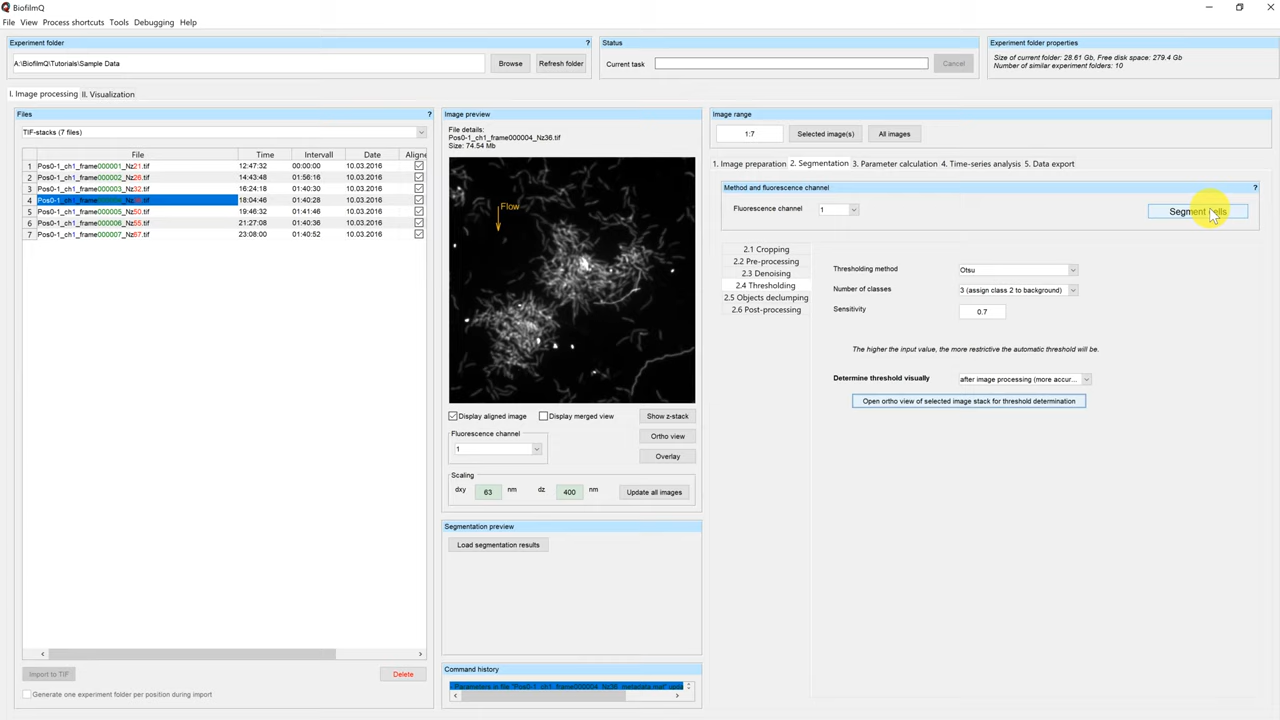 BiofilmQ
File View Process shortcuts Tools Debugging Help
Experiment folder ?
A:\BiofilmQ\Tutorials\Sample Data Browse Refresh folder
Status
Current task Cancel
Experiment folder properties
Size of current folder: 28.61 Gb, Free disk space: 279.4 Gb
Number of similar experiment folders: 10
I. Image processing II. Visualization
Files ?
TIF-stacks (7 files)
File Time Intervall Date Aligne
1 Pos0-1_ch1_frame000001_Nz21.tif 12:47:32 00:00:00 10.03.2016
2 Pos0-1_ch1_frame000002_Nz26.tif 14:43:48 01:56:16 10.03.2016
3 Pos0-1_ch1_frame000003_Nz32.tif 16:24:18 01:40:30 10.03.2016
4 Pos0-1_ch1_frame000004_Nz36.tif 18:04:46 01:40:28 10.03.2016
5 Pos0-1_ch1_frame000005_Nz50.tif 19:46:32 01:41:46 10.03.2016
6 Pos0-1_ch1_frame000006_Nz55.tif 21:27:08 01:40:36 10.03.2016
7 Pos0-1_ch1_frame000007_Nz67.tif 23:08:00 01:40:52 10.03.2016
Import to TIF Delete
Generate one experiment folder per position during import
Image preview
File details:
Pos0-1_ch1_frame000004_Nz36.tif
Size: 74.54 Mb
Flow
Display aligned image Display merged view Show z-stack
Fluorescence channel
1
Ortho view
Overlay
Scaling
dxy 63 nm dz 400 nm Update all images
Segmentation preview
Load segmentation results
Command history
Image range
1:7 Selected image(s) All images
1. Image preparation 2. Segmentation 3. Parameter calculation 4. Time-series analysis 5. Data export
Method and fluorescence channel ?
Fluorescence channel 1 Segment cells
2.1 Cropping
2.2 Pre-processing
2.3 Denoising
2.4 Thresholding
2.5 Objects declumping
2.6 Post-processing
Thresholding method Otsu
Number of classes 3 (assign class 2 to background)
Sensitivity 0.7
The higher the input value, the more restrictive the automatic threshold will be.
Determine threshold visually after image processing (more accur...
Open ortho view of selected image stack for threshold determination